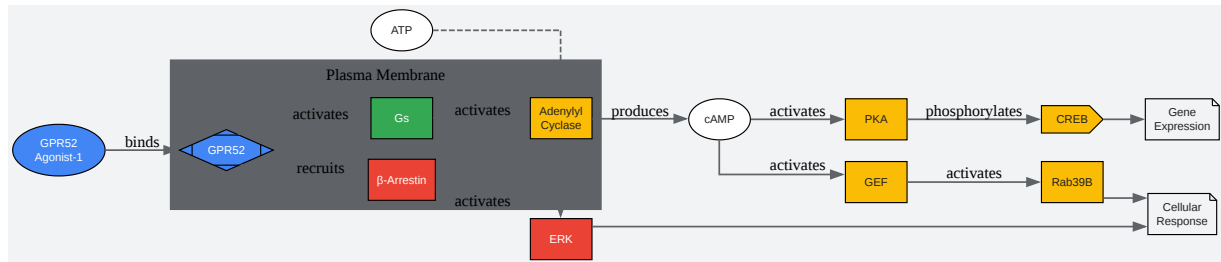 ATP
Plasma Membrane
GPR52
Agonist-1
binds
GPR52
activates
Gs
activates
Adenylyl
Cyclase
produces
cAMP
activates
PKA
phosphorylates
CREB
Gene
Expression
recruits
β-Arrestin
activates
activates
GEF
activates
Rab39B
Cellular
Response
ERK